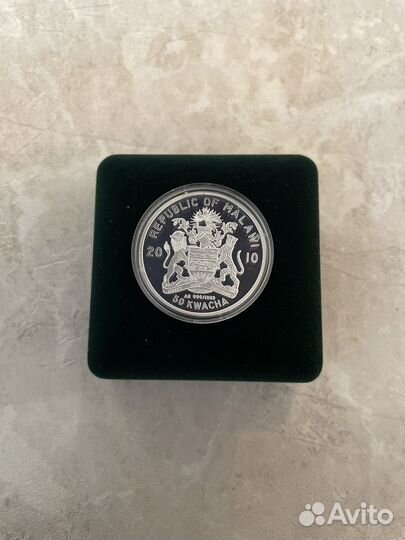 REPUBLIC OF MALAWI
20 10
AG 999/1000
50 KWACHA
Avito